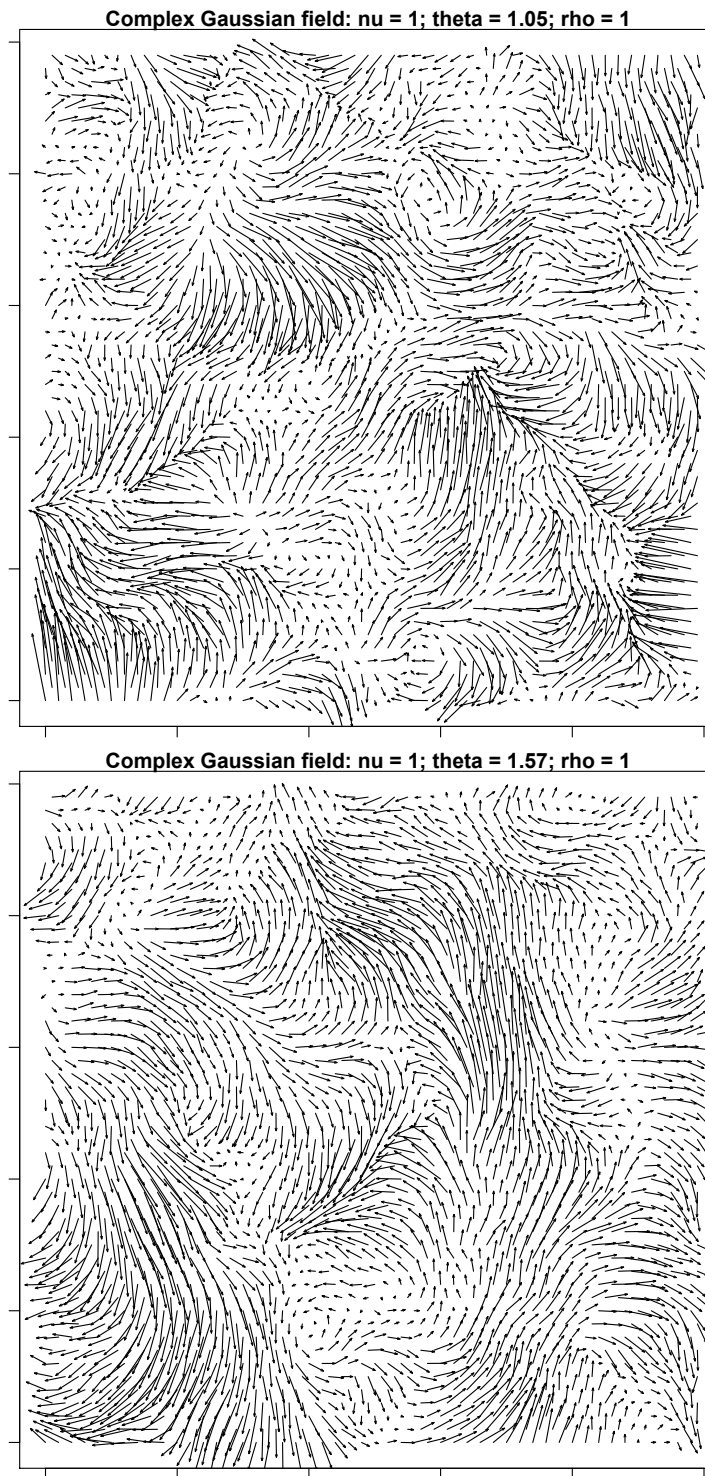 Complex Gaussian field: nu = 1; theta = 1.05; rho = 1
Complex Gaussian field: nu = 1; theta = 1.57; rho = 1